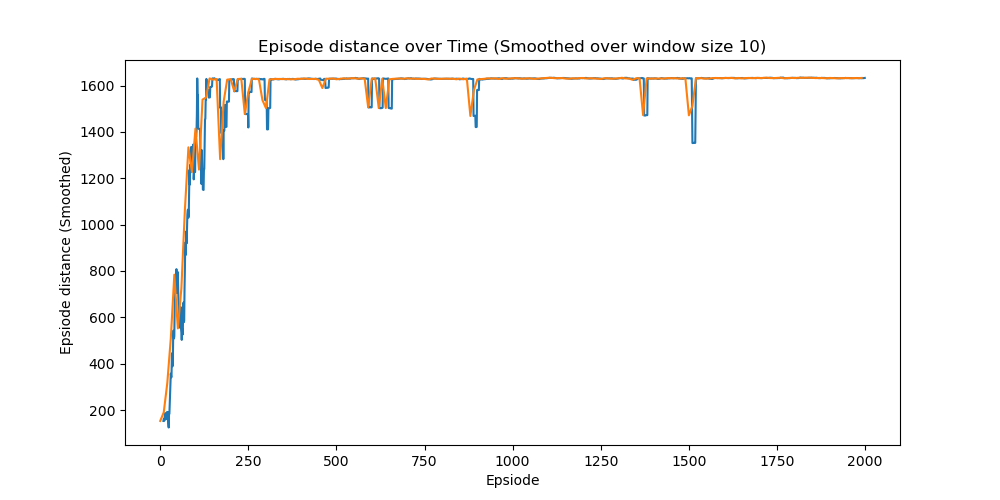 Episode distance over Time (Smoothed over window size 10)
Epsiode distance (Smoothed)
1600
1400
1200
1000
800
600
400
200
0 250 500 750 1000 1250 1500 1750 2000
Epsiode